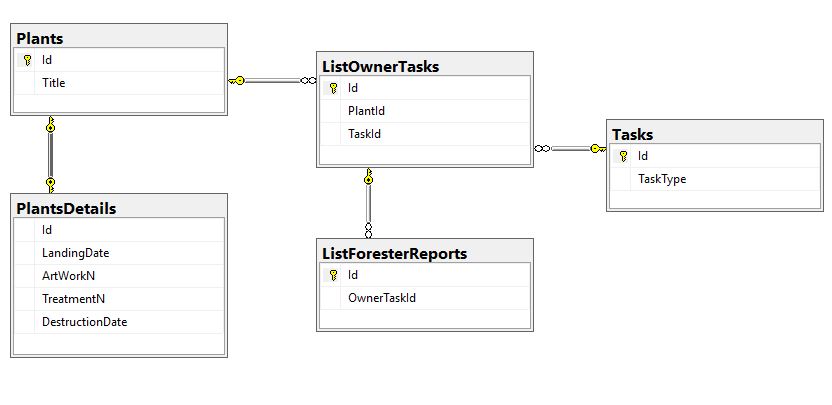 Plants
Id
Title
PlantsDetails
Id
LandingDate
ArtWorkN
TreatmentN
DestructionDate
ListOwnerTasks
Id
PlantId
TaskId
ListForesterReports
Id
OwnerTaskId
Tasks
Id
TaskType